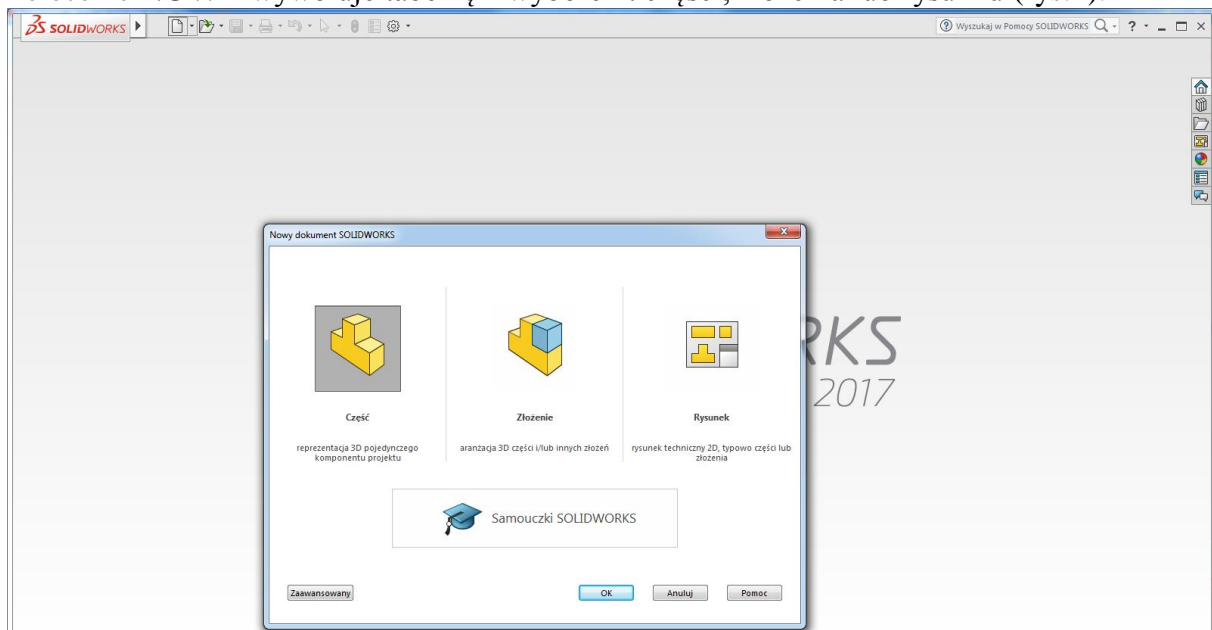 SOLIDWORKS
Wyszukaj w Pomocy SOLIDWORKS
?
Nowy dokument SOLIDWORKS
RKS
2017
Część
Złożenie
Rysunek
reprezentacja 3D pojedynczego
komponentu projektu
aranżacja 3D części i/lub innych złożeń
rysunek techniczny 2D, typowo części lub
złożenia
Samouczki SOLIDWORKS
Zaawansowany
OK
Anuluj
Pomoc